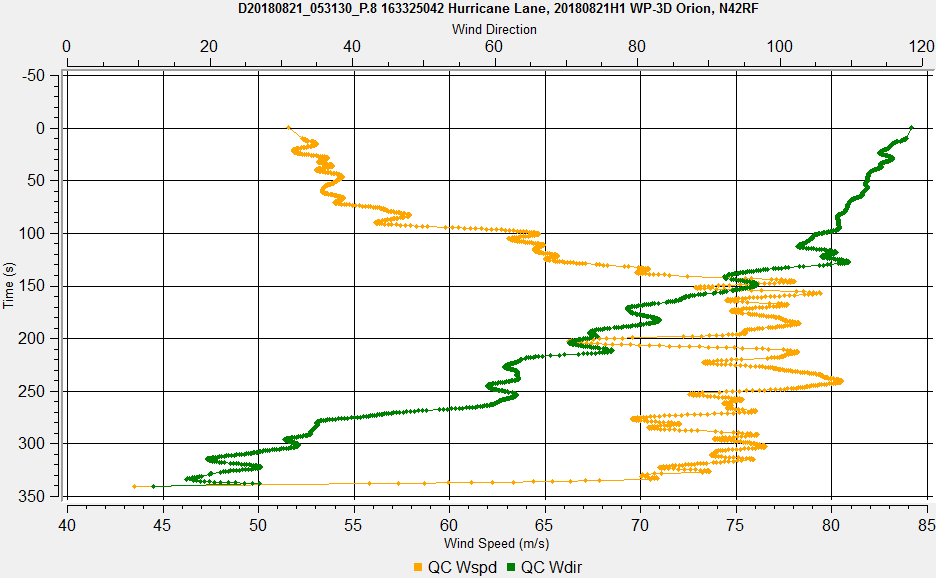 D20180821_053130_P.8 163325042 Hurricane Lane, 20180821H1 WP-3D Orion, N42RF
Wind Direction
0 20 40 60 80 100 120
-50
0
50
100
150
200
250
300
350
Time (s)
40 45 50 55 60 65 70 75 80 85
Wind Speed (m/s)
QC Wspd QC Wdir